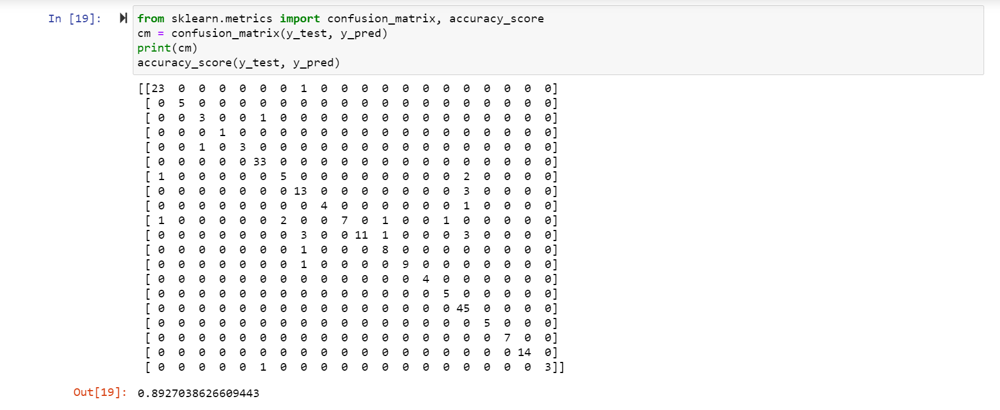 In [19]:
from sklearn.metrics import confusion_matrix, accuracy_score
cm = confusion_matrix(y_test, y_pred)
print(cm)
accuracy_score(y_test, y_pred)
[[23  0  0  0  0  0  0  1  0  0  0  0  0  0  0  0  0  0  0  0]
 [ 0  5  0  0  0  0  0  0  0  0  0  0  0  0  0  0  0  0  0  0]
 [ 0  0  3  0  0  1  0  0  0  0  0  0  0  0  0  0  0  0  0  0]
 [ 0  0  0  1  0  0  0  0  0  0  0  0  0  0  0  0  0  0  0  0]
 [ 0  0  1  0  3  0  0  0  0  0  0  0  0  0  0  0  0  0  0  0]
 [ 0  0  0  0  0 33  0  0  0  0  0  0  0  0  0  0  0  0  0  0]
 [ 1  0  0  0  0  0  5  0  0  0  0  0  0  0  0  2  0  0  0  0]
 [ 0  0  0  0  0  0  0 13  0  0  0  0  0  0  0  3  0  0  0  0]
 [ 0  0  0  0  0  0  0  0  4  0  0  0  0  0  0  1  0  0  0  0]
 [ 1  0  0  0  0  0  2  0  0  7  0  1  0  0  1  0  0  0  0  0]
 [ 0  0  0  0  0  0  0  3  0  0 11  1  0  0  0  3  0  0  0  0]
 [ 0  0  0  0  0  0  0  1  0  0  0  8  0  0  0  0  0  0  0  0]
 [ 0  0  0  0  0  0  0  1  0  0  0  0  9  0  0  0  0  0  0  0]
 [ 0  0  0  0  0  0  0  0  0  0  0  0  0  4  0  0  0  0  0  0]
 [ 0  0  0  0  0  0  0  0  0  0  0  0  0  0  5  0  0  0  0  0]
 [ 0  0  0  0  0  0  0  0  0  0  0  0  0  0  0 45  0  0  0  0]
 [ 0  0  0  0  0  0  0  0  0  0  0  0  0  0  0  0  5  0  0  0]
 [ 0  0  0  0  0  0  0  0  0  0  0  0  0  0  0  0  0  7  0  0]
 [ 0  0  0  0  0  0  0  0  0  0  0  0  0  0  0  0  0  0 14  0]
 [ 0  0  0  0  0  1  0  0  0  0  0  0  0  0  0  0  0  0  0  3]]
Out[19]: 0.8927038626609443